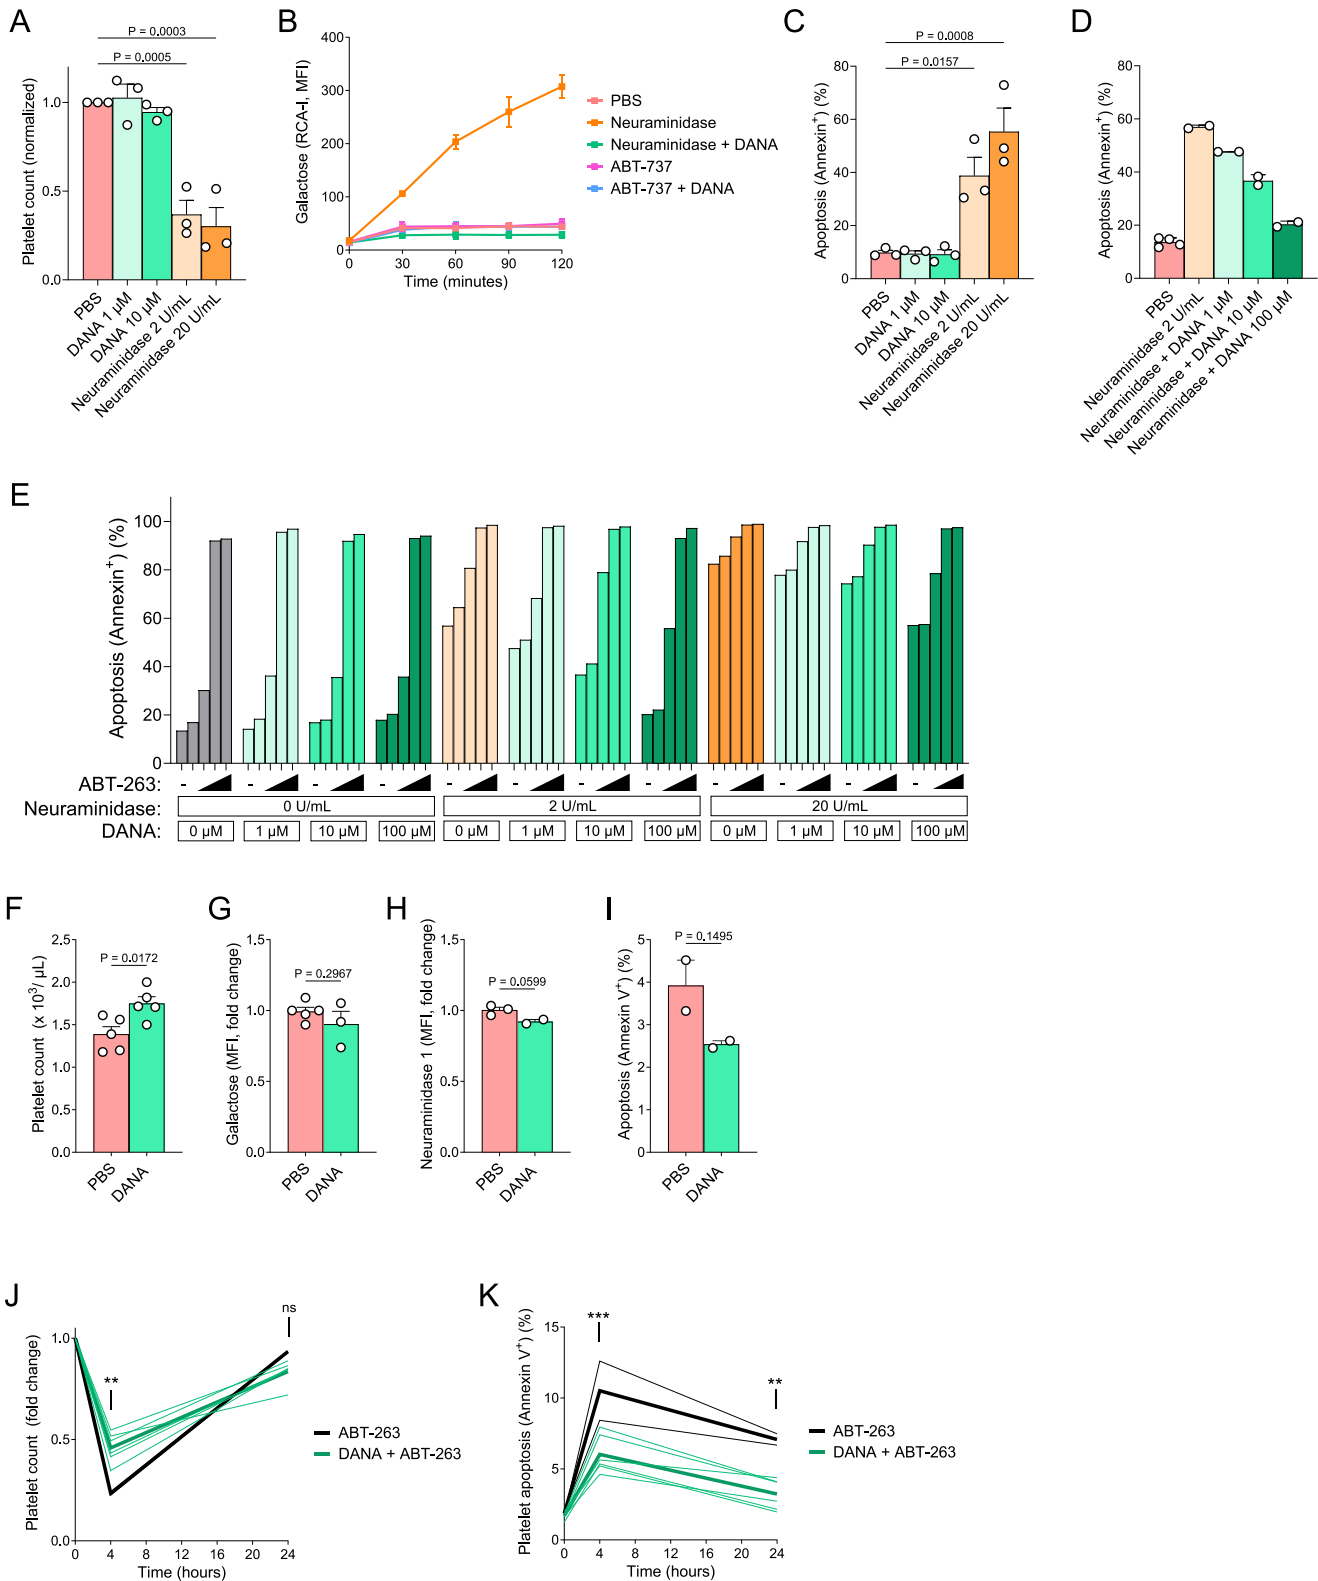 A
P = 0.0003
P = 0.0005
Platelet count (normalized)
1.0
0.5
0.0
PBS
DANA 1 µM
DANA 10 µM
Neuraminidase 2 U/mL
Neuraminidase 20 U/mL
B
Galactose (RCA-I, MFI)
400
300
200
100
0
0 30 60 90 120
Time (minutes)
PBS
Neuraminidase
Neuraminidase + DANA
ABT-737
ABT-737 + DANA
C
P = 0.0008
P = 0.0157
Apoptosis (Annexin⁺) (%)
80
60
40
20
0
PBS
DANA 1 µM
DANA 10 µM
Neuraminidase 2 U/mL
Neuraminidase 20 U/mL
D
Apoptosis (Annexin⁺) (%)
80
60
40
20
0
PBS
Neuraminidase 2 U/mL
Neuraminidase + DANA 1 µM
Neuraminidase + DANA 10 µM
Neuraminidase + DANA 100 µM
E
Apoptosis (Annexin⁺) (%)
100
80
60
40
20
0
ABT-263: - - - - - - - - - - - -
Neuraminidase: 0 U/mL 2 U/mL 20 U/mL
DANA: 0 µM 1 µM 10 µM 100 µM 0 µM 1 µM 10 µM 100 µM 0 µM 1 µM 10 µM 100 µM
F
Platelet count (x 10³/ µL)
2.5
2.0
1.5
1.0
0.5
0.0
P = 0.0172
PBS
DANA
G
Galactose (MFI, fold change)
1.5
1.0
0.5
0.0
P = 0.2967
PBS
DANA
H
Neuraminidase 1 (MFI, fold change)
1.5
1.0
0.5
0.0
P = 0.0599
PBS
DANA
I
Apoptosis (Annexin V⁺) (%)
5
4
3
2
1
0
P = 0.1495
PBS
DANA
J
Platelet count (fold change)
1.0
0.5
0.0
**
ns
0 4 8 12 16 20 24
Time (hours)
ABT-263
DANA + ABT-263
K
Platelet apoptosis (Annexin V⁺) (%)
15
10
5
0
***
**
0 4 8 12 16 20 24
Time (hours)
ABT-263
DANA + ABT-263